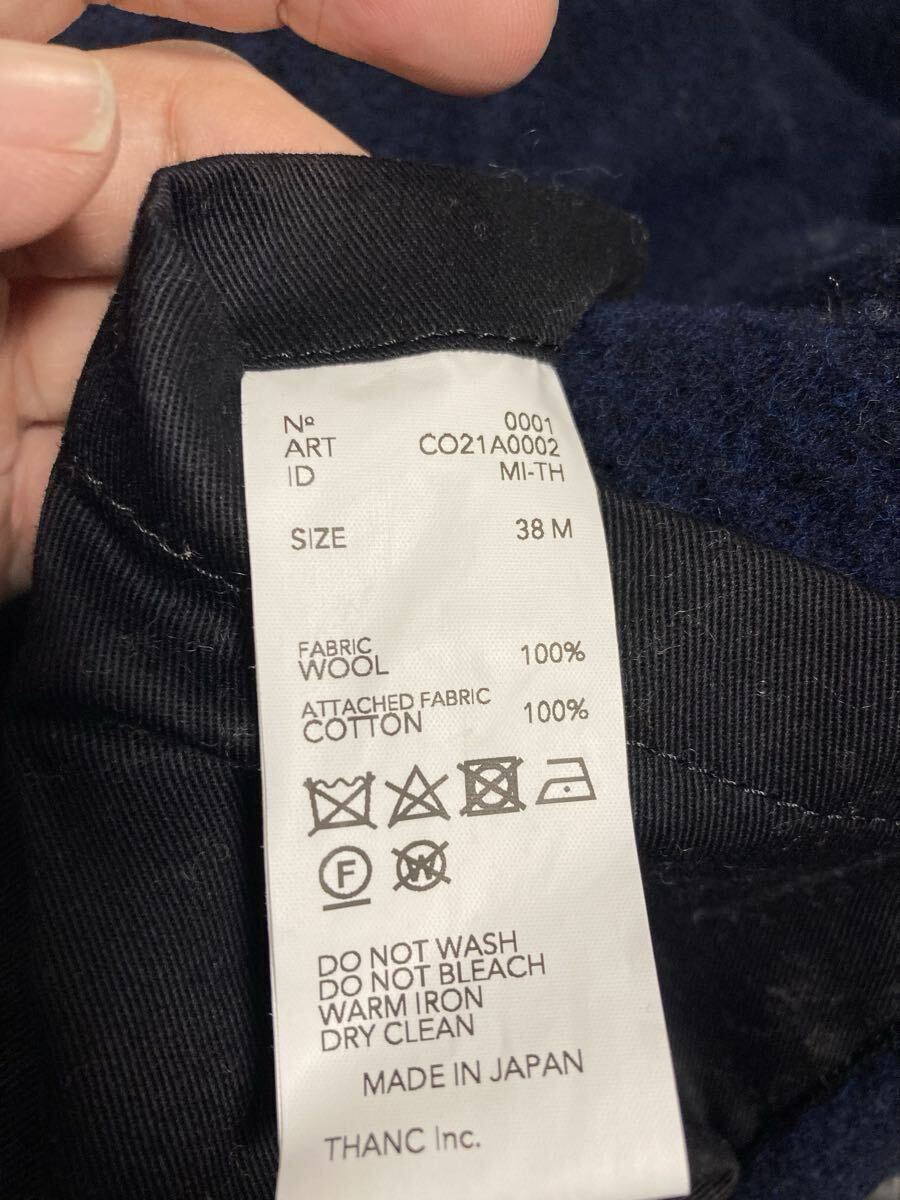 Nº 0001
ART CO21A0002
ID MI-TH
SIZE 38 M
FABRIC
WOOL 100%
ATTACHED FABRIC
COTTON 100%
F W
DO NOT WASH
DO NOT BLEACH
WARM IRON
DRY CLEAN
MADE IN JAPAN
THANC Inc.